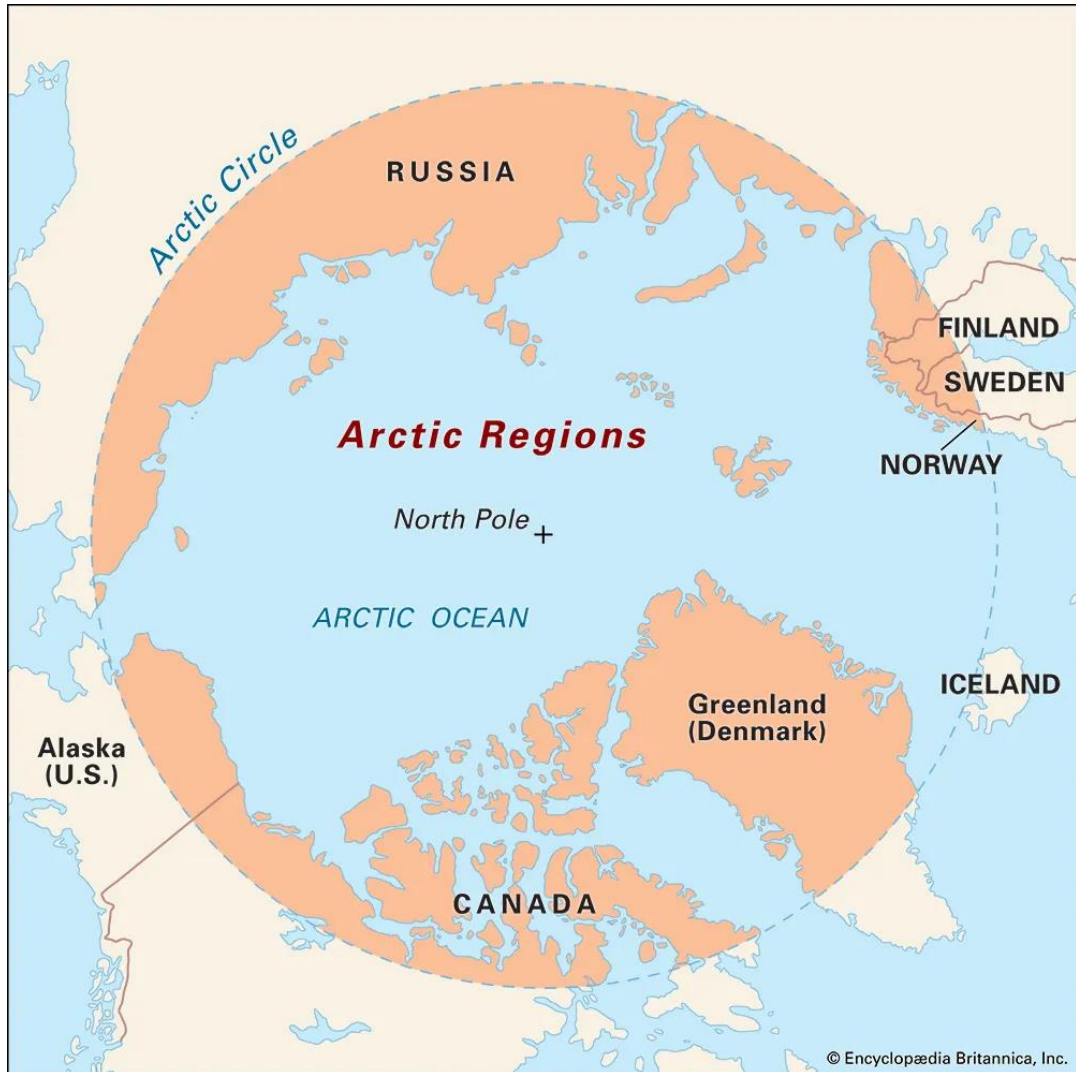 Arctic Circle
RUSSIA
FINLAND
SWEDEN
Arctic Regions
NORWAY
North Pole
ARCTIC OCEAN
ICELAND
Greenland
(Denmark)
Alaska
(U.S.)
CANADA
© Encyclopædia Britannica, Inc.